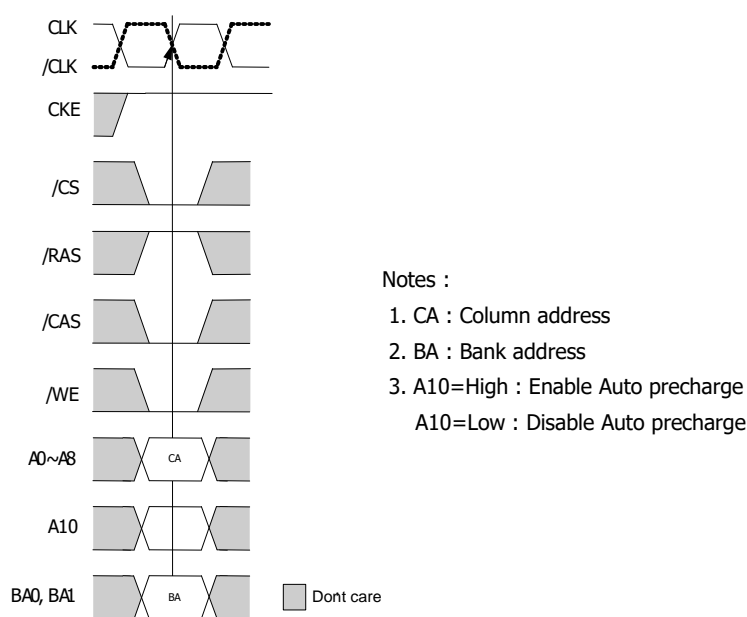 CLK
/CLK
CKE
/CS
/RAS
/CAS
/WE
A0~A8
CA
A10
BA0, BA1
BA
Dont care
Notes :
1. CA : Column address
2. BA : Bank address
3. A10=High : Enable Auto precharge
A10=Low : Disable Auto precharge